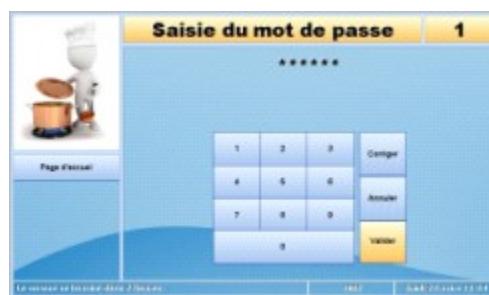 Saisie du mot de passe 1
******
1 2 3 Corriger
Page d'accueil
4 5 6 Annuler
7 8 9
Valider
0